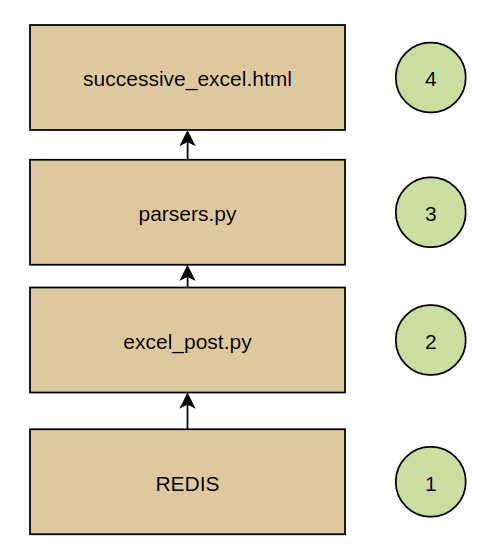 successive_excel.html
4
parsers.py
3
excel_post.py
2
REDIS
1